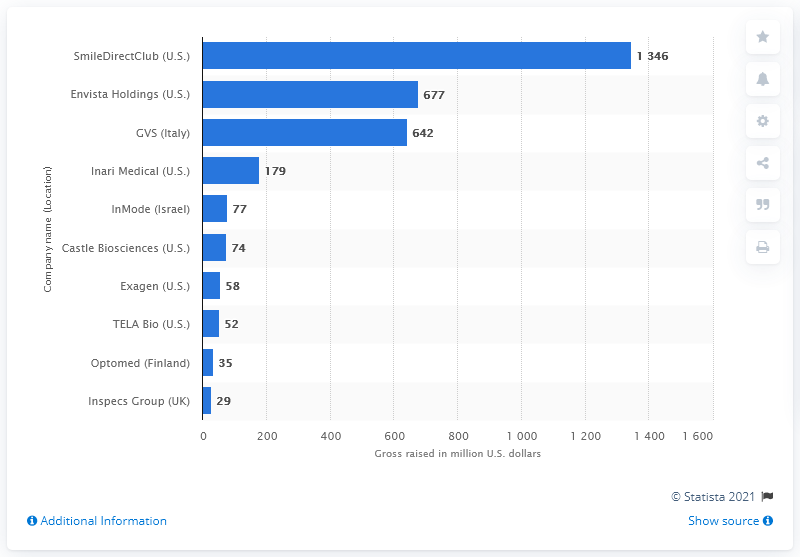 SmileDirectClub (U.S.) 1 346
Envista Holdings (U.S.) 677
GVS (Italy) 642
Inari Medical (U.S.) 179
InMode (Israel) 77
Castle Biosciences (U.S.) 74
Exagen (U.S.) 58
TELA Bio (U.S.) 52
Optomed (Finland) 35
Inspecs Group (UK) 29
Company name (Location)
0 200 400 600 800 1 000 1 200 1 400 1 600
Gross raised in million U.S. dollars
© Statista 2021
Additional Information
Show source